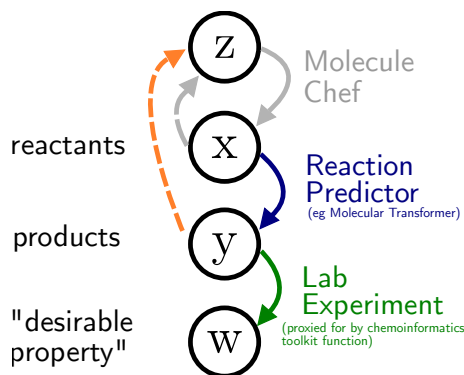 z
Molecule
Chef
reactants
x
Reaction
Predictor
(eg Molecular Transformer)
products
y
Lab
Experiment
(proxied for by chemoinformatics
toolkit function)
"desirable
property"
w